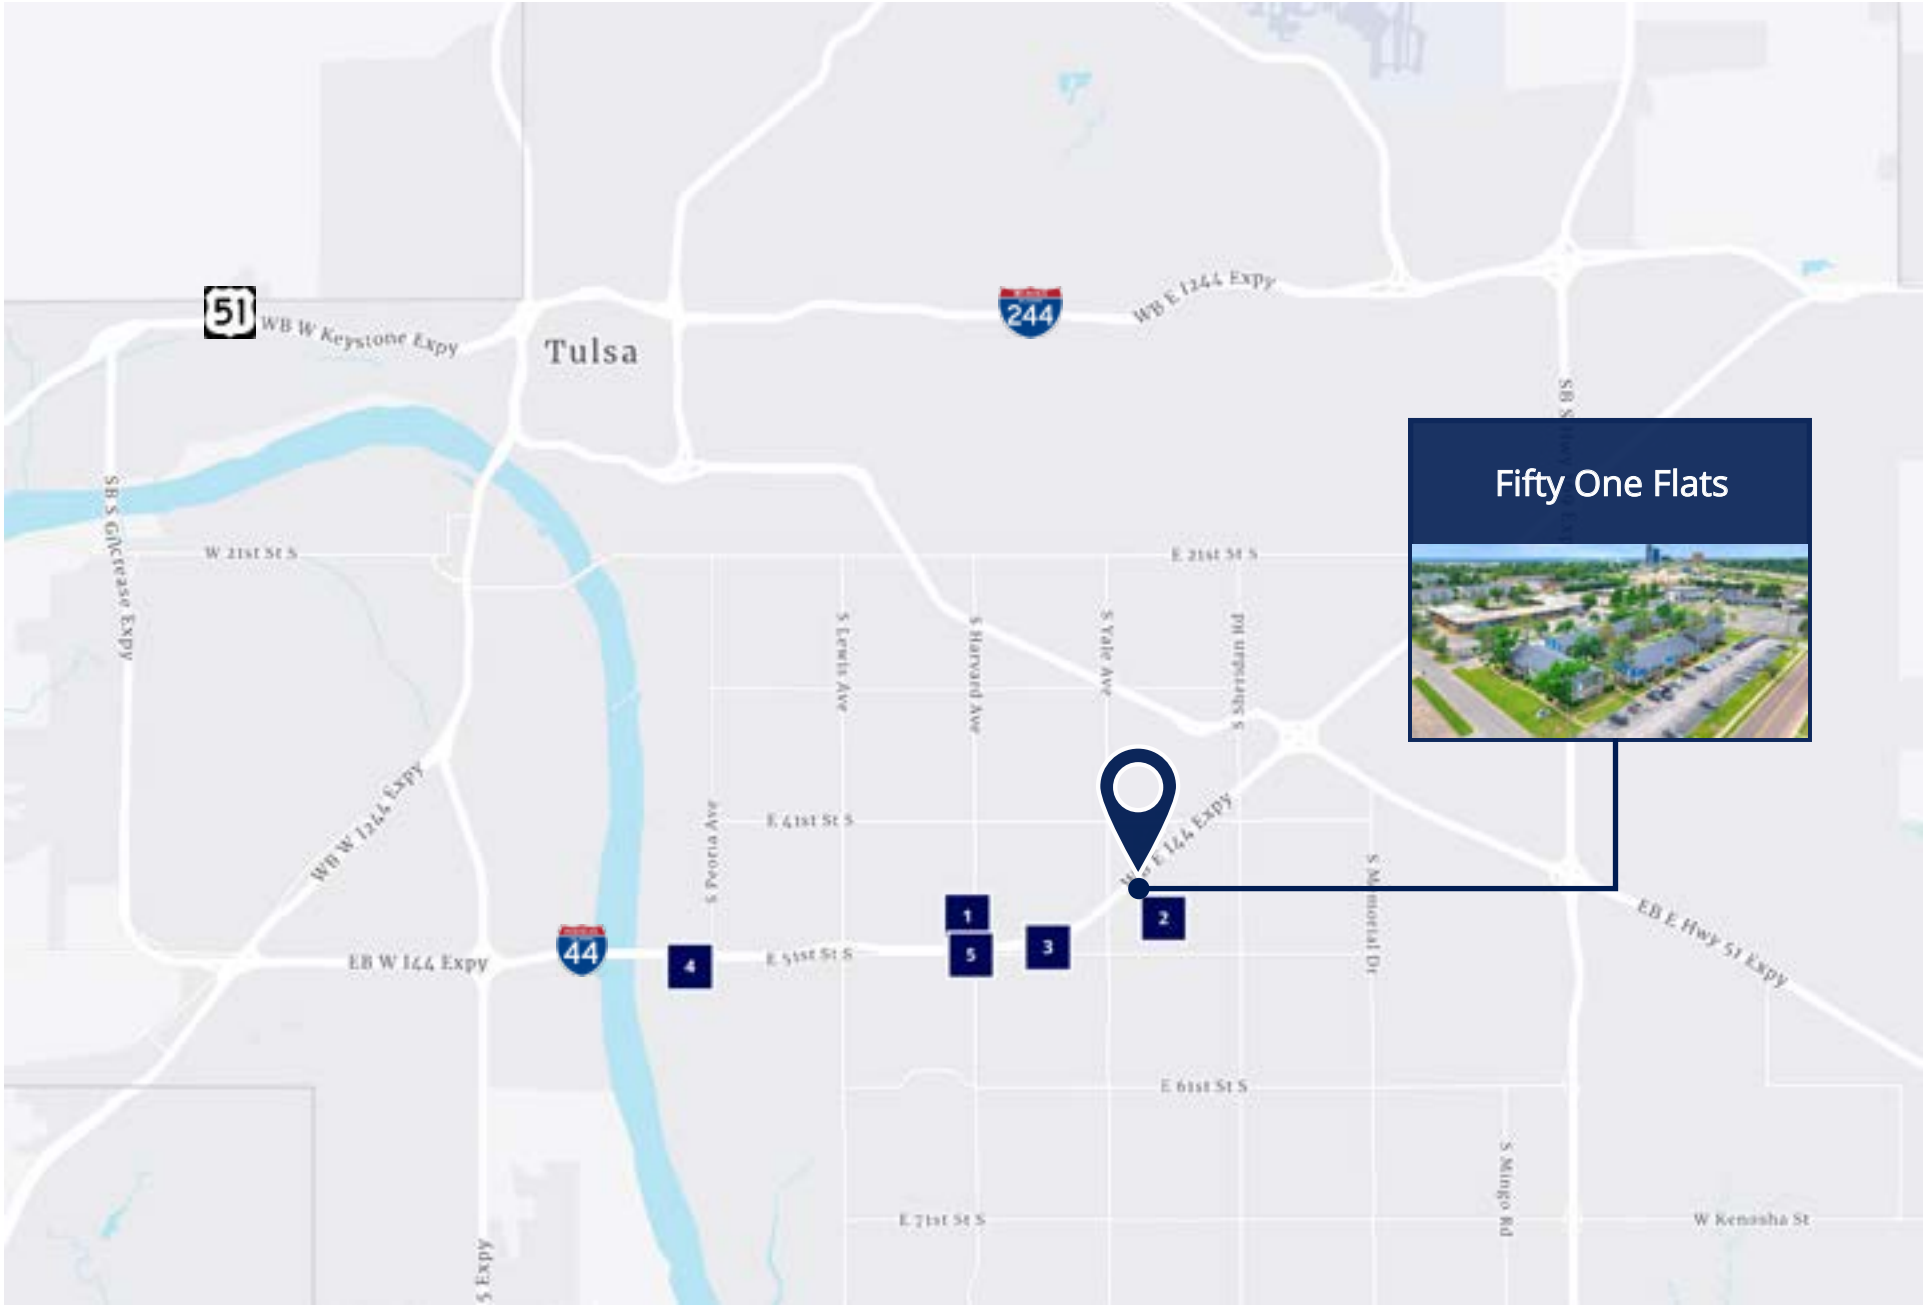 51
WB W Keystone Expy
Tulsa
244
WB E I244 Expy
Fifty One Flats
SB S Gilcrease Expy
W 21st St S
E 21st St S
S Lewis Ave
S Harvard Ave
S Yale Ave
S Sheridan Rd
WB W I244 Expy
S Peoria Ave
E 41st St S
E I44 Expy
S Memorial Dr
1
2
3
4
5
44
EB W I44 Expy
E 51st St S
EB E Hwy 51 Expy
E 61st St S
E 71st St S
S Mingo Rd
W Kenosha St
S Expy